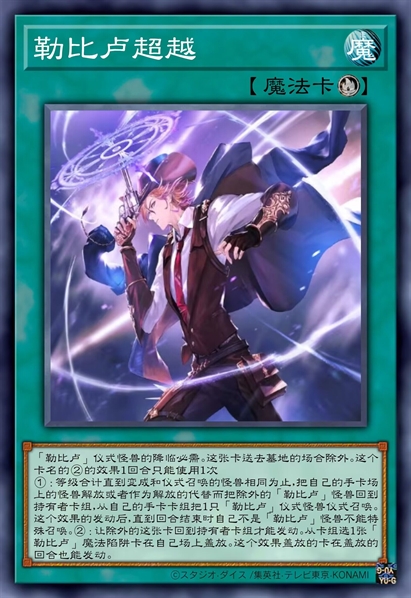 勒比卢超越
魔
【魔法卡】
「勒比卢」仪式怪兽的降临必需。这张卡送去墓地的场合除外。这个
卡名的②的效果1回合只能使用1次
①:等级合计直到变成和仪式召唤的怪兽相同为止,把自己的手卡场
上的怪兽解放或者作为解放的代替而把除外的「勒比卢」怪兽回到
持有者卡组,从自己的手卡卡组把1只「勒比卢」仪式怪兽仪式召唤。
这个效果的发动后,直到回合结束时自己不是「勒比卢」怪兽不能特
殊召唤。②:让除外的这张卡回到持有者卡组才能发动。从卡组选1张「
勒比卢」魔法陷阱卡在自己场上盖放。这个效果盖放的卡在盖放的
回合也能发动。
©スタジオ·ダイス /集英社·テレビ東京·KONAMI